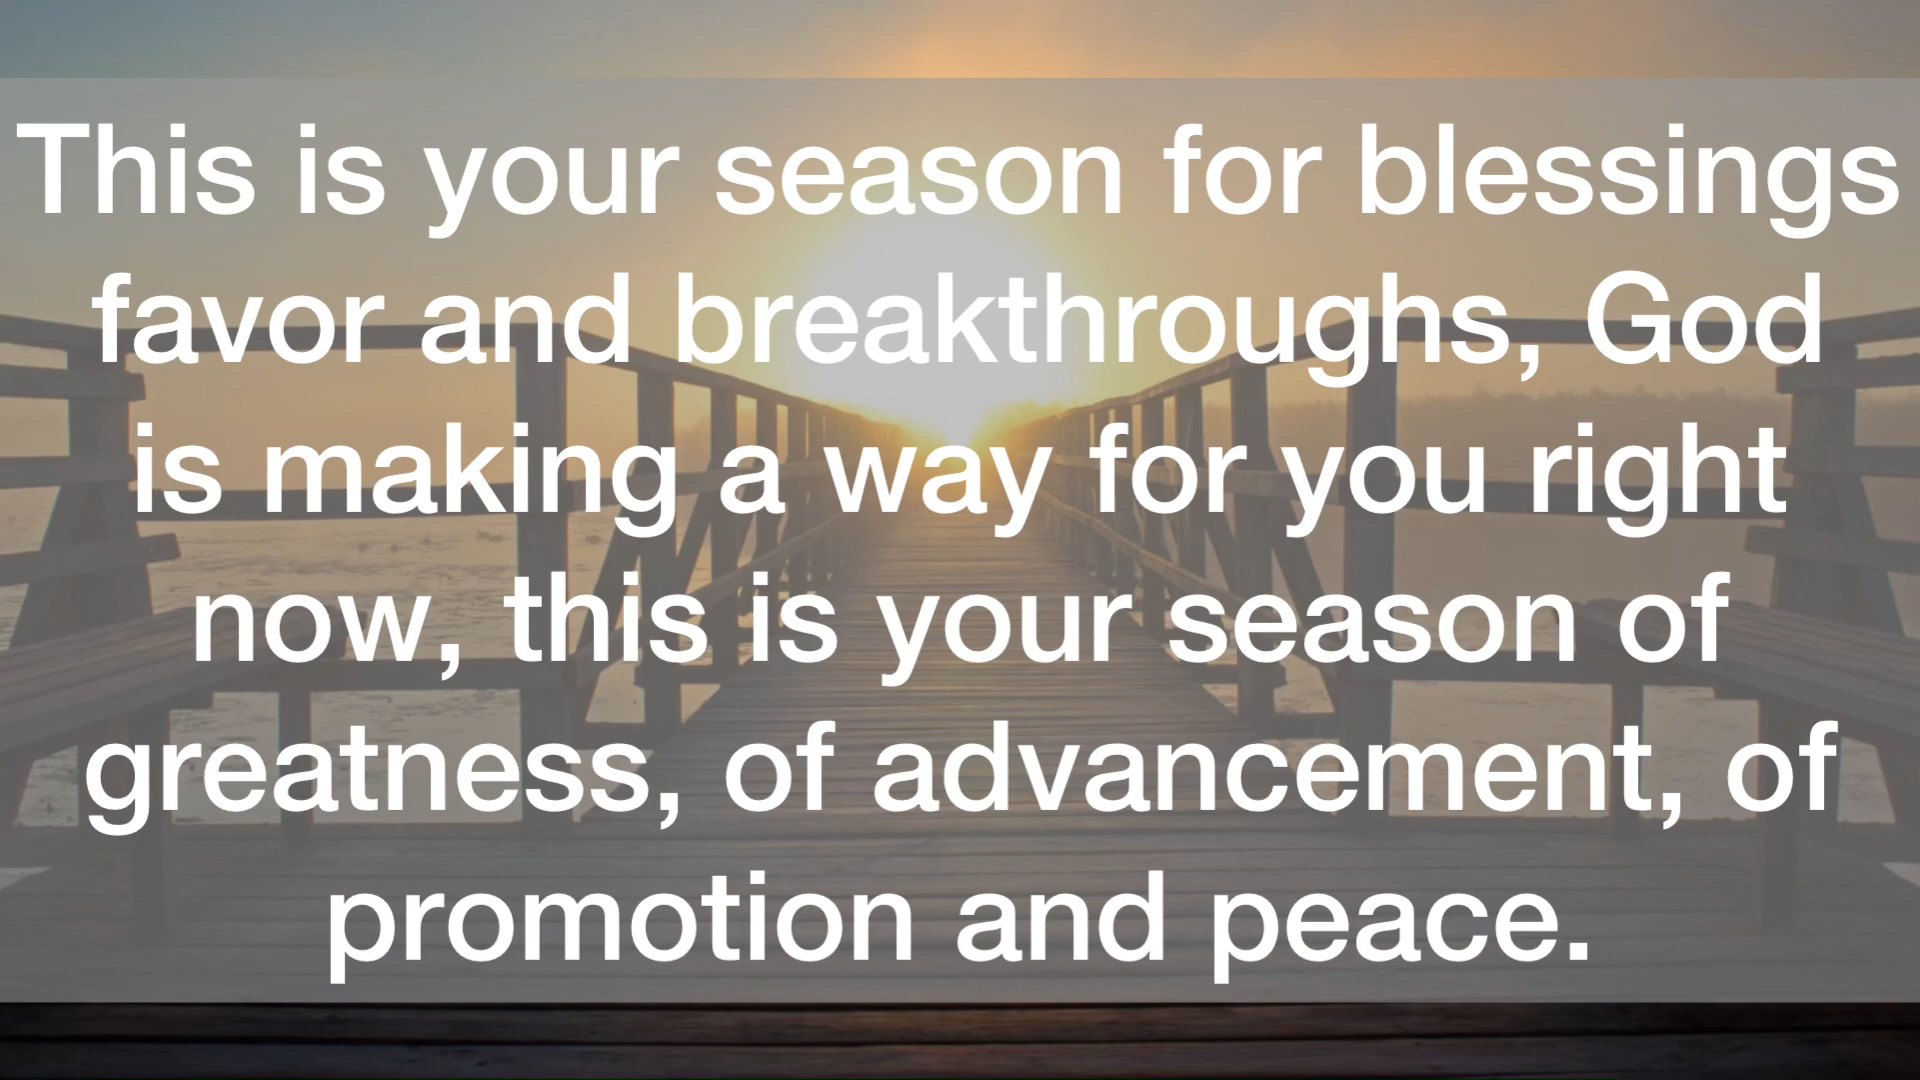 This is your season for blessings
favor and breakthroughs, God
is making a way for you right
now, this is your season of
greatness, of advancement, of
promotion and peace.